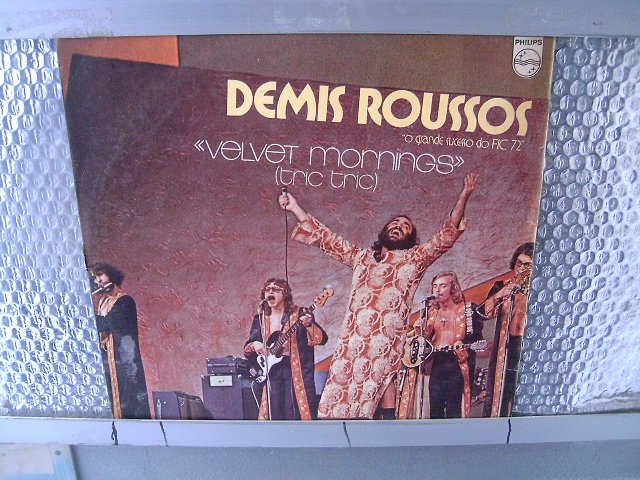 PHILIPS
DEMIS ROUSSOS
"o grande sucesso do FIC 72"
«velvet mornings»
(tric tric)